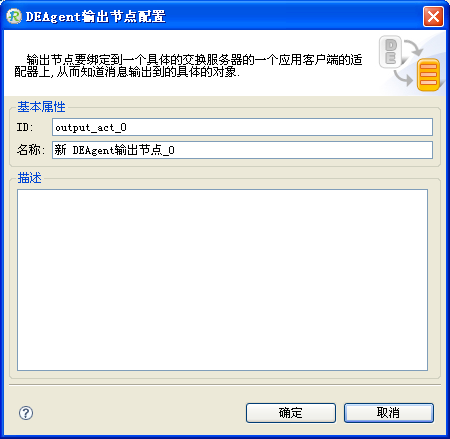 DEAgent输出节点配置
输出节点要绑定到一个具体的交换服务器的一个应用客户端的适
配器上,从而知道消息输出到的具体的对象.
DE
基本属性
ID: output_act_0
名称: 新 DEAgent输出节点_0
描述
确定 取消